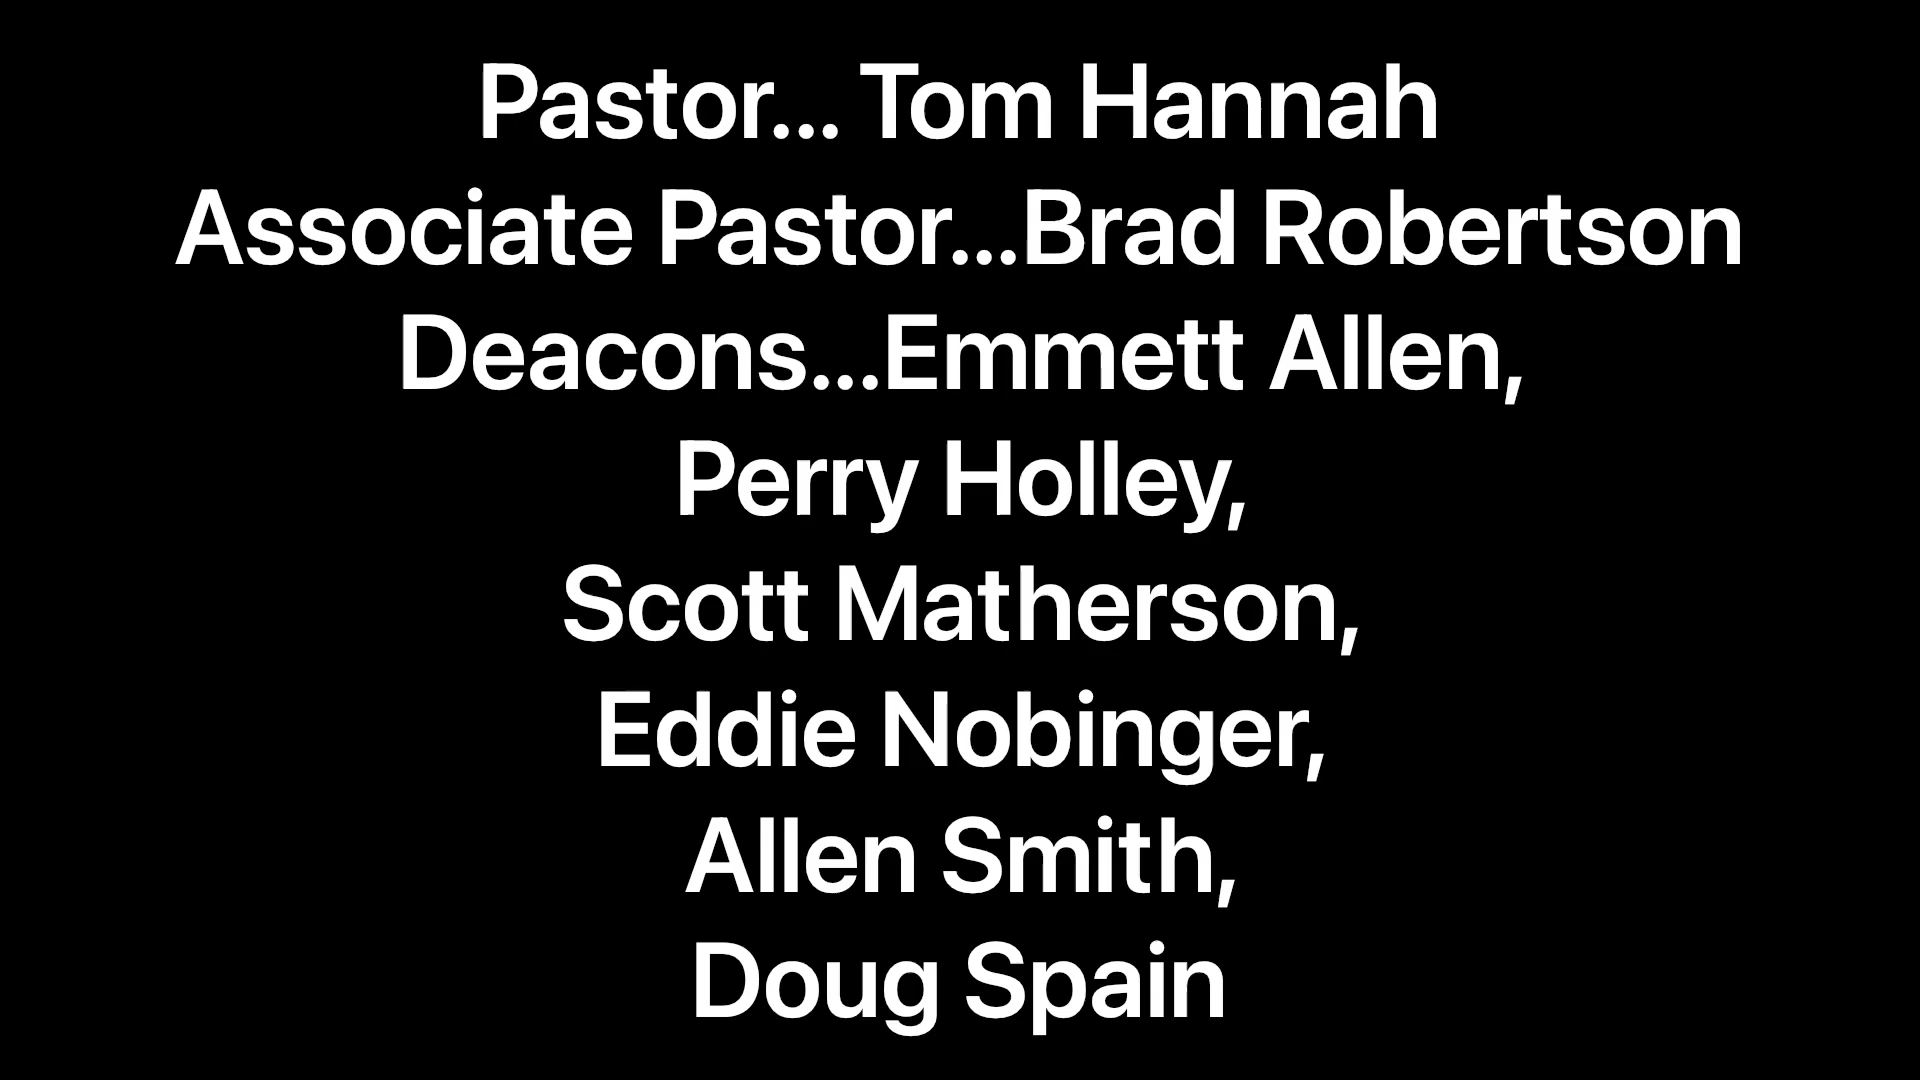 Pastor... Tom Hannah
Associate Pastor...Brad Robertson
Deacons...Emmett Allen,
Perry Holley,
Scott Matherson,
Eddie Nobinger,
Allen Smith,
Doug Spain